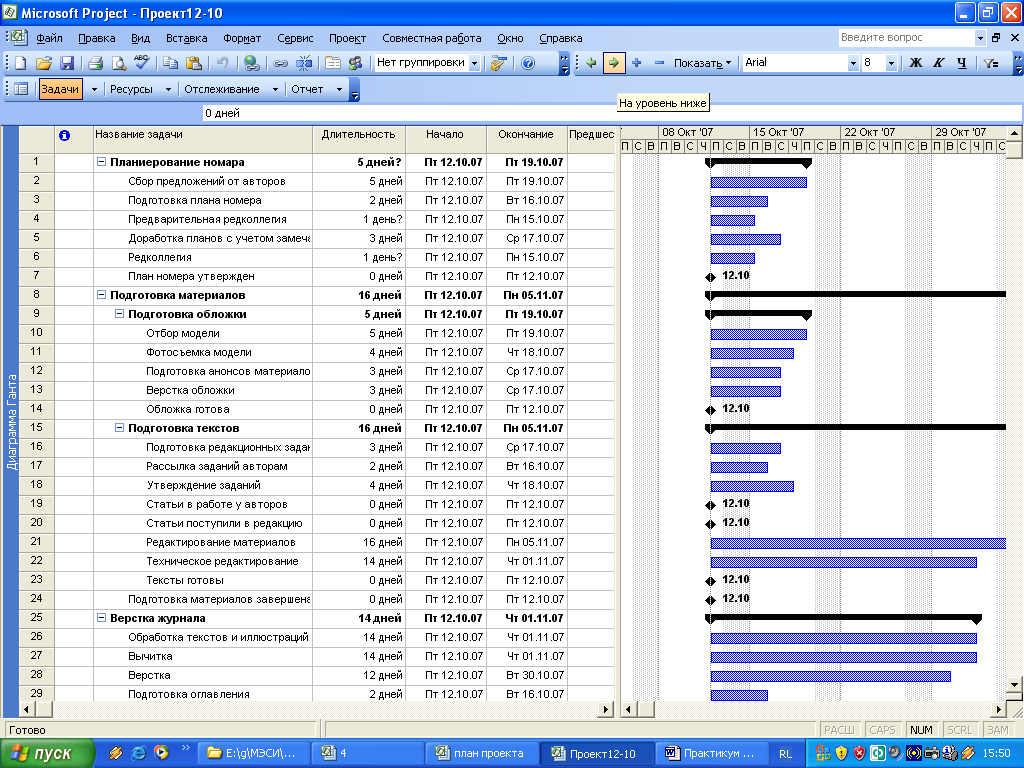 Microsoft Project - Проект12-10
Файл Правка Вид Вставка Формат Сервис Проект Совместная работа Окно Справка Введите вопрос
Нет группировки Показать Arial 8 Ж К Ч
Задачи Ресурсы Отслеживание Отчет
На уровень ниже
0 дней
Название задачи Длительность Начало Окончание Предшес 08 Окт '07 15 Окт '07 22 Окт '07 29 Окт '07
П С В П В С Ч П С В П В С Ч П С В П В С Ч П С В П В С Ч П С
1 Планиерование номара 5 дней? Пт 12.10.07 Пт 19.10.07
2 Сбор предложений от авторов 5 дней Пт 12.10.07 Пт 19.10.07
3 Подготовка плана номера 2 дней Пт 12.10.07 Вт 16.10.07
4 Предварительная редколлегия 1 день? Пт 12.10.07 Пн 15.10.07
5 Доработка планов с учетом замеча 3 дней Пт 12.10.07 Ср 17.10.07
6 Редколлегия 1 день? Пт 12.10.07 Пн 15.10.07
7 План номера утвержден 0 дней Пт 12.10.07 Пт 12.10.07 12.10
8 Подготовка материалов 16 дней Пт 12.10.07 Пн 05.11.07
9 Подготовка обложки 5 дней Пт 12.10.07 Пт 19.10.07
10 Отбор модели 5 дней Пт 12.10.07 Пт 19.10.07
11 Фотосъемка модели 4 дней Пт 12.10.07 Чт 18.10.07
12 Подготовка анонсов материало 3 дней Пт 12.10.07 Ср 17.10.07
13 Верстка обложки 3 дней Пт 12.10.07 Ср 17.10.07
14 Обложка готова 0 дней Пт 12.10.07 Пт 12.10.07 12.10
15 Подготовка текстов 16 дней Пт 12.10.07 Пн 05.11.07
16 Подготовка редакционных задан 3 дней Пт 12.10.07 Ср 17.10.07
17 Рассылка заданий авторам 2 дней Пт 12.10.07 Вт 16.10.07
18 Утверждение заданий 4 дней Пт 12.10.07 Чт 18.10.07
19 Статьи в работе у авторов 0 дней Пт 12.10.07 Пт 12.10.07 12.10
20 Статьи поступили в редакцию 0 дней Пт 12.10.07 Пт 12.10.07 12.10
21 Редактирование материалов 16 дней Пт 12.10.07 Пн 05.11.07
22 Техническое редактирование 14 дней Пт 12.10.07 Чт 01.11.07
23 Тексты готовы 0 дней Пт 12.10.07 Пт 12.10.07 12.10
24 Подготовка материалов завершена 0 дней Пт 12.10.07 Пт 12.10.07 12.10
25 Верстка журнала 14 дней Пт 12.10.07 Чт 01.11.07
26 Обработка текстов и иллюстраций 14 дней Пт 12.10.07 Чт 01.11.07
27 Вычитка 14 дней Пт 12.10.07 Чт 01.11.07
28 Верстка 12 дней Пт 12.10.07 Вт 30.10.07
29 Подготовка оглавления 2 дней Пт 12.10.07 Вт 16.10.07
Диаграмма Ганта
Готово РАСШ CAPS NUM SCRL ЗАМ
пуск E:\g\МЭСИ\... 4 план проекта Проект12-10 Практикум ... RL 15:50